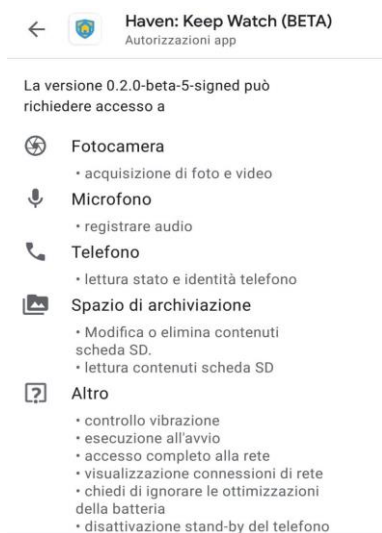 Haven: Keep Watch (BETA)
Autorizzazioni app
La versione 0.2.0-beta-5-signed può
richiedere accesso a
Fotocamera
• acquisizione di foto e video
Microfono
• registrare audio
Telefono
• lettura stato e identità telefono
Spazio di archiviazione
• Modifica o elimina contenuti
scheda SD.
• lettura contenuti scheda SD
Altro
• controllo vibrazione
• esecuzione all'avvio
• accesso completo alla rete
• visualizzazione connessioni di rete
• chiedi di ignorare le ottimizzazioni
della batteria
• disattivazione stand-by del telefono